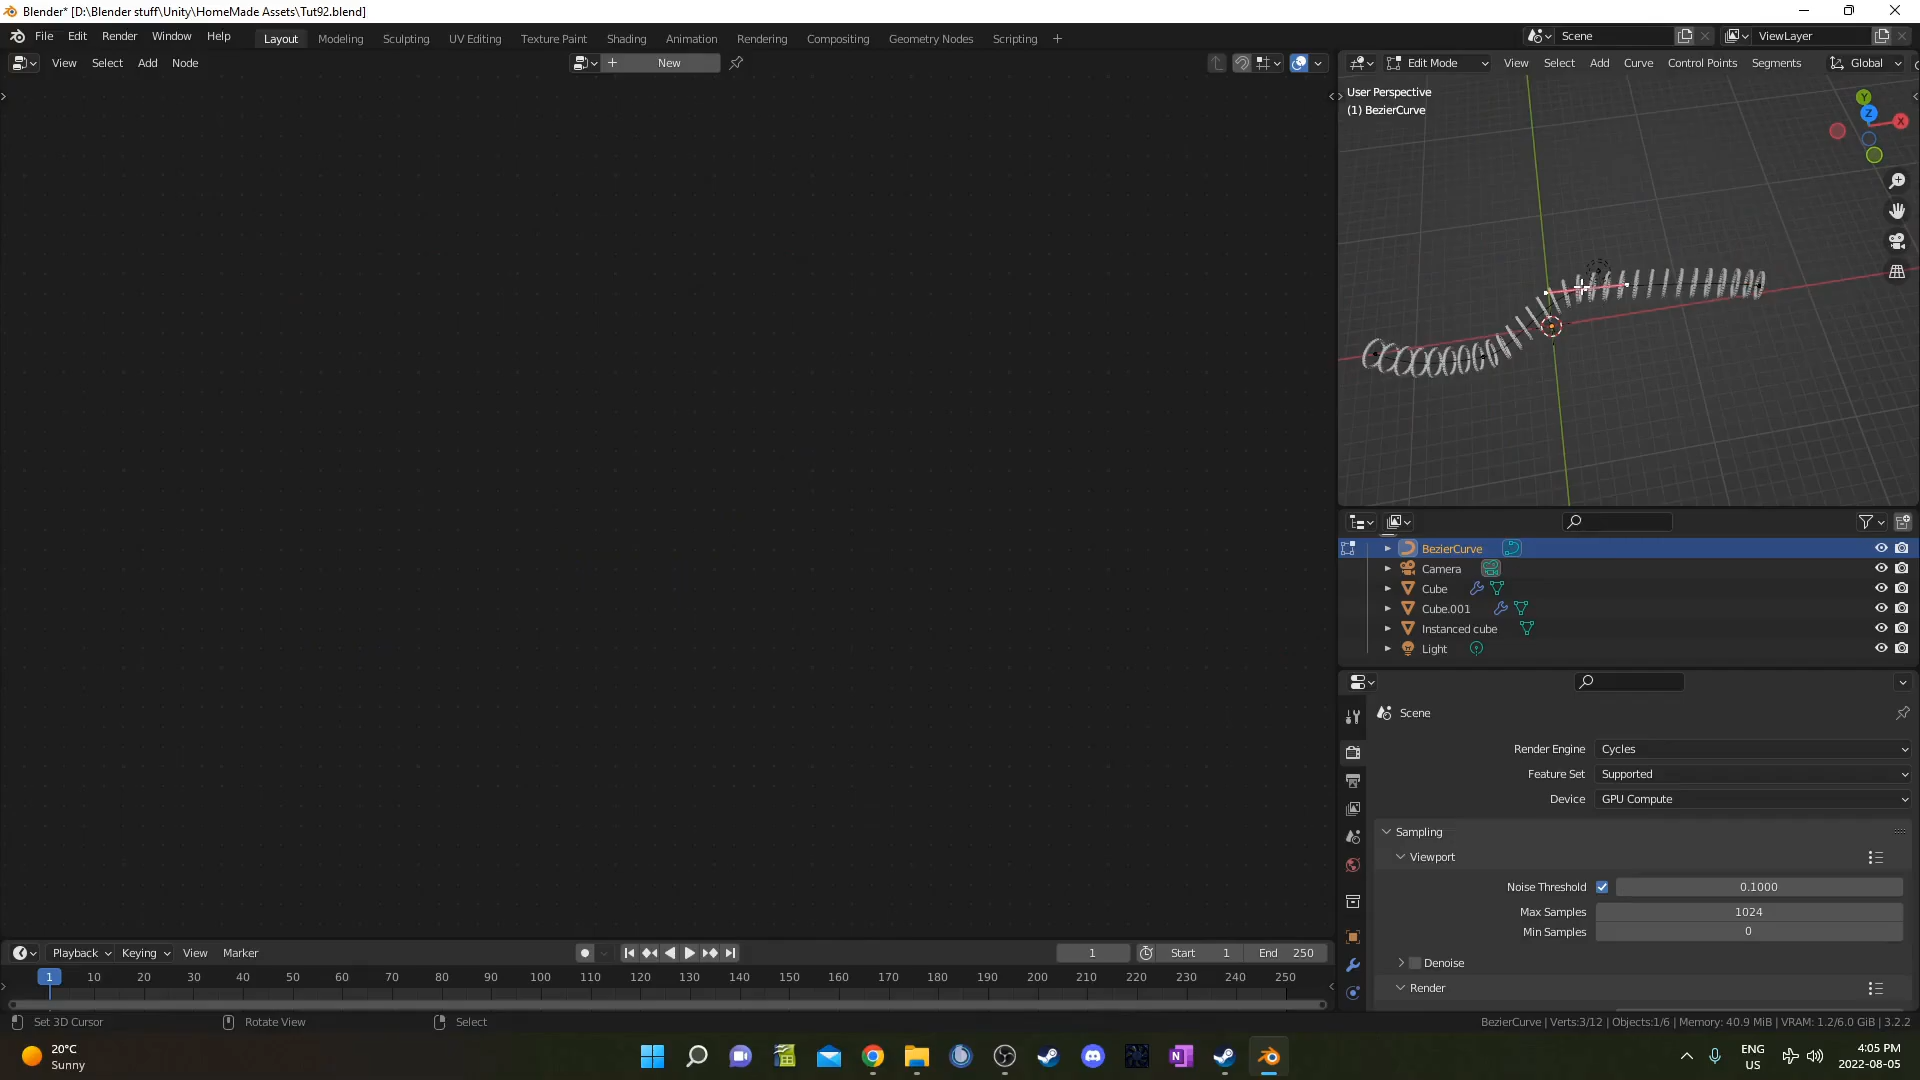 Blender* [D:\Blender stuff\Unity\HomeMade Assets\Tut92.blend]
File Edit Render Window Help Layout Modeling Sculpting UV Editing Texture Paint Shading Animation Rendering Compositing Geometry Nodes Scripting + Scene ViewLayer
View Select Add Node New Edit Mode View Select Add Curve Control Points Segments Global
User Perspective
(1) BezierCurve
Y
Z
X
BezierCurve
Camera
Cube
Cube.001
Instanced cube
Light
Scene
Render Engine Cycles
Feature Set Supported
Device GPU Compute
Sampling
Viewport
Noise Threshold 0.1000
Max Samples 1024
Min Samples 0
Denoise
Render
Playback Keying View Marker 1 Start 1 End 250
1 10 20 30 40 50 60 70 80 90 100 110 120 130 140 150 160 170 180 190 200 210 220 230 240 250
Set 3D Cursor Rotate View Select BezierCurve | Verts:3/12 | Objects:1/6 | Memory: 40.9 MiB | VRAM: 1.2/6.0 GiB | 3.2.2
20°C
Sunny
ENG
US
4:05 PM
2022-08-05